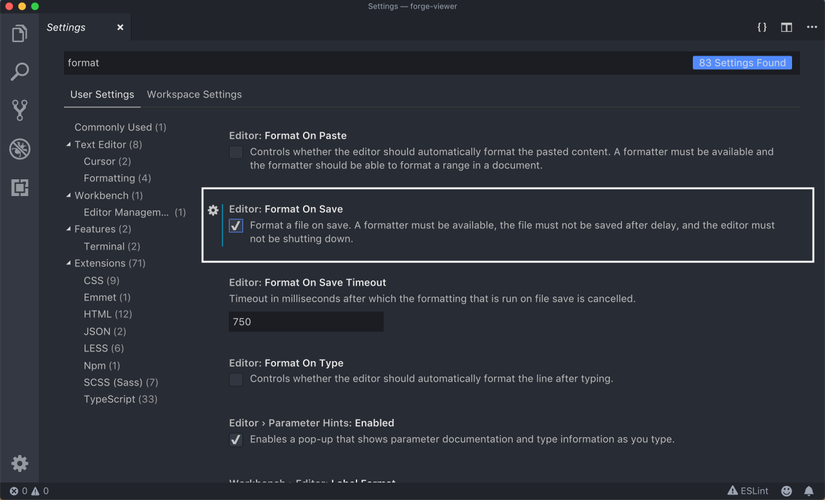 Settings — forge-viewer
Settings
format
83 Settings Found
User Settings
Workspace Settings
Commonly Used (1)
Text Editor (8)
Cursor (2)
Formatting (4)
Workbench (1)
Editor Managem... (1)
Features (2)
Terminal (2)
Extensions (71)
CSS (9)
Emmet (1)
HTML (12)
JSON (2)
LESS (6)
Npm (1)
SCSS (Sass) (7)
TypeScript (33)
Editor: Format On Paste
Controls whether the editor should automatically format the pasted content. A formatter must be available and
the formatter should be able to format a range in a document.
Editor: Format On Save
Format a file on save. A formatter must be available, the file must not be saved after delay, and the editor must
not be shutting down.
Editor: Format On Save Timeout
Timeout in milliseconds after which the formatting that is run on file save is cancelled.
750
Editor: Format On Type
Controls whether the editor should automatically format the line after typing.
Editor › Parameter Hints: Enabled
Enables a pop-up that shows parameter documentation and type information as you type.
Workbench › Editor: Label Format
0 0
ESLint